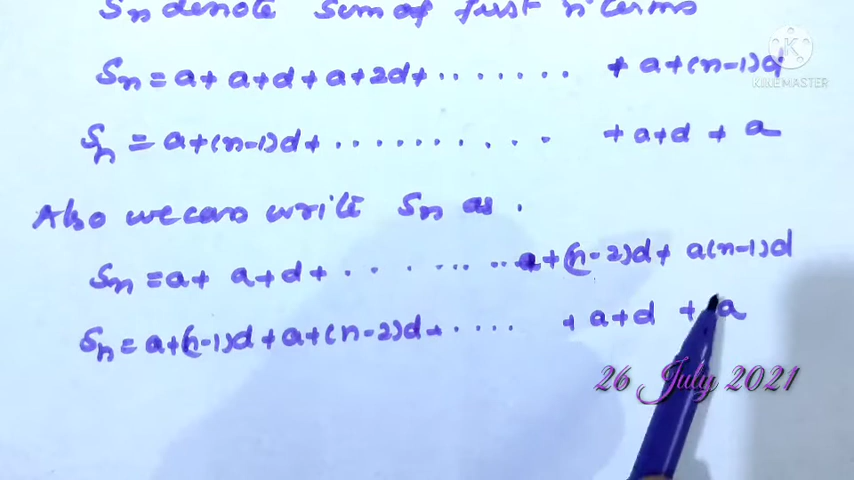 Sn denote Sum of first n terms
Sn = a + a+d + a+2d + ....... + a+(n-1)d
KINEMASTER
Sn = a+(n-1)d + .......... + a+d + a
Also we can write Sn as .
Sn = a + a+d + ......... a+(n-2)d + a(n-1)d
Sn = a+(n-1)d + a+(n-2)d + .... + a+d + a
26 July 2021